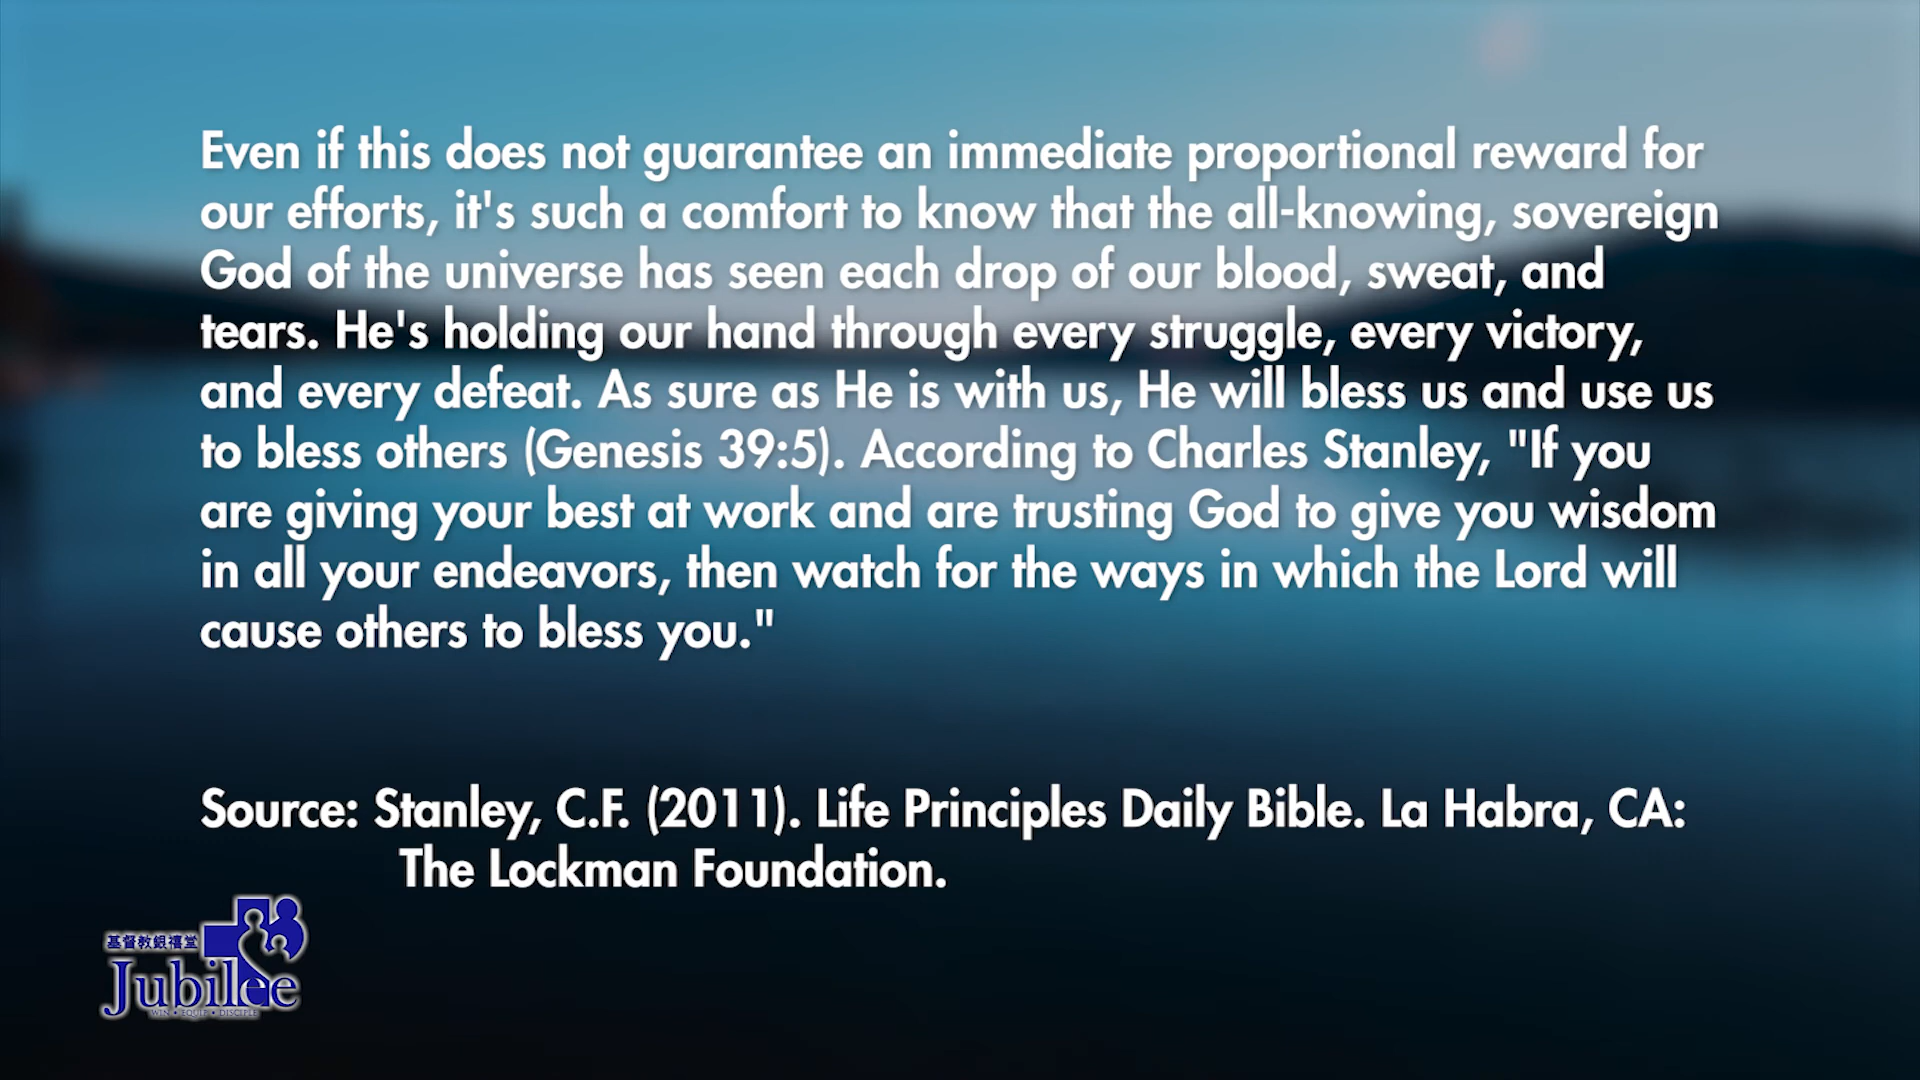 Even if this does not guarantee an immediate proportional reward for
our efforts, it's such a comfort to know that the all-knowing, sovereign
God of the universe has seen each drop of our blood, sweat, and
tears. He's holding our hand through every struggle, every victory,
and every defeat. As sure as He is with us, He will bless us and use us
to bless others (Genesis 39:5). According to Charles Stanley, "If you
are giving your best at work and are trusting God to give you wisdom
in all your endeavors, then watch for the ways in which the Lord will
cause others to bless you."
Source: Stanley, C.F. (2011). Life Principles Daily Bible. La Habra, CA:
The Lockman Foundation.
基督教銀禧堂
Jubilee
WIN • EQUIP • DISCIPLE